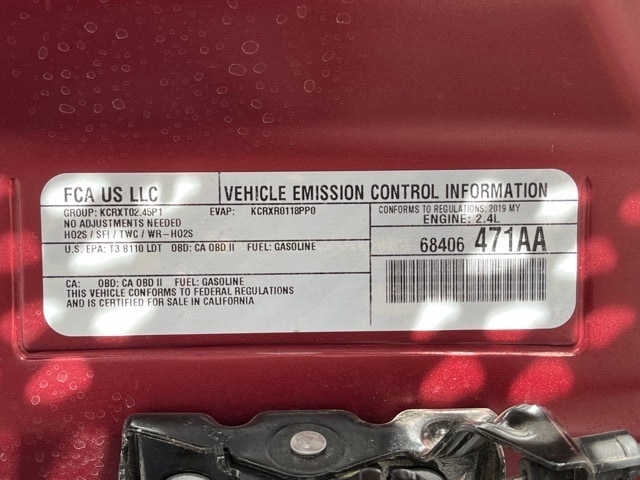 FCA US LLC
VEHICLE EMISSION CONTROL INFORMATION
GROUP: KCRXT02.45P1 EVAP: KCRXR0118PP0
NO ADJUSTMENTS NEEDED
HO2S / SFI / TWC / WR-HO2S
U.S. EPA: T3 B110 LDT OBD: CA OBD II FUEL: GASOLINE
CA: OBD: CA OBD II FUEL: GASOLINE
THIS VEHICLE CONFORMS TO FEDERAL REGULATIONS
AND IS CERTIFIED FOR SALE IN CALIFORNIA
CONFORMS TO REGULATIONS: 2019 MY
ENGINE: 2.4L
68406 471AA